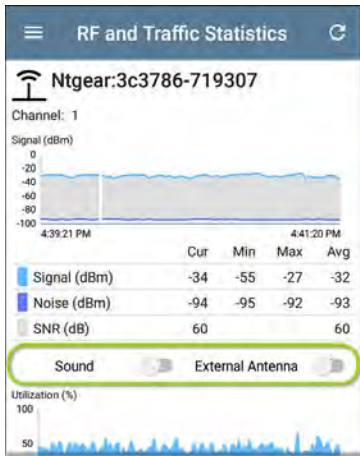 RF and Traffic Statistics
Ntgear:3c3786-719307
Channel: 1
Signal (dBm)
0
-20
-40
-60
-80
-100
4:39:21 PM 4:41:20 PM
Cur Min Max Avg
Signal (dBm) -34 -55 -27 -32
Noise (dBm) -94 -95 -92 -93
SNR (dB) 60 60
Sound External Antenna
Utilization (%)
100
50